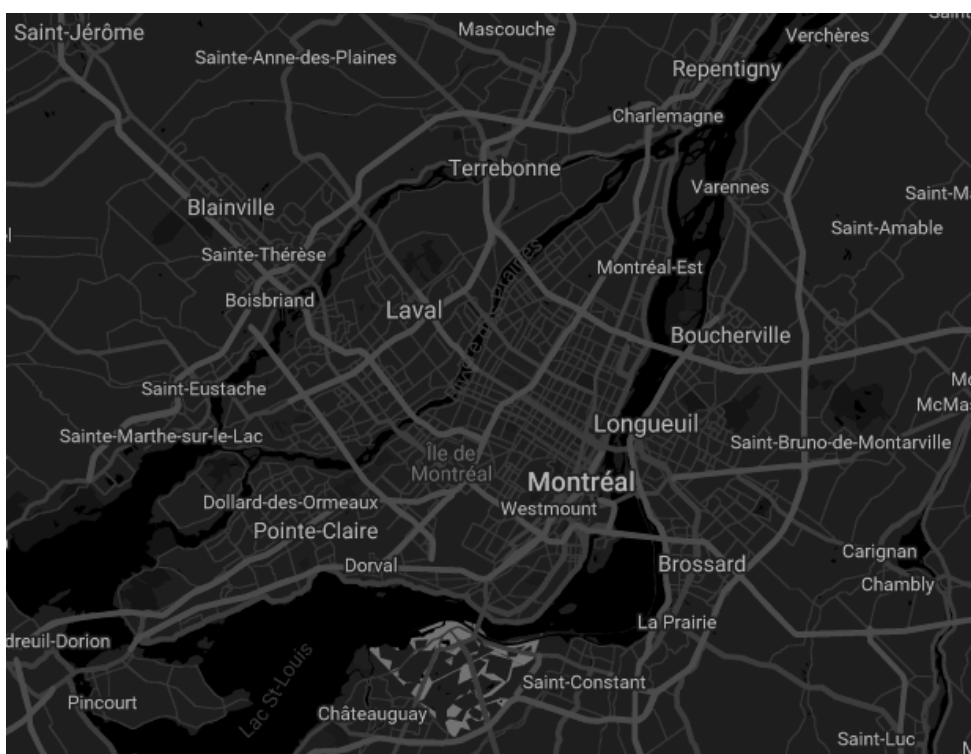 Saint-Jérôme
Mascouche
Verchères
Sainte-Anne-des-Plaines
Repentigny
Charlemagne
Terrebonne
Varennes
Blainville
Saint-Amable
Sainte-Thérèse
Montréal-Est
Boisbriand
Laval
Boucherville
Saint-Eustache
Longueuil
Sainte-Marthe-sur-le-Lac
Saint-Bruno-de-Montarville
Île de
Montréal
Montréal
Dollard-des-Ormeaux
Westmount
Pointe-Claire
Carignan
Dorval
Brossard
Chambly
La Prairie
dreuil-Dorion
Lac St-Louis
Saint-Constant
Pincourt
Châteauguay
Saint-Luc